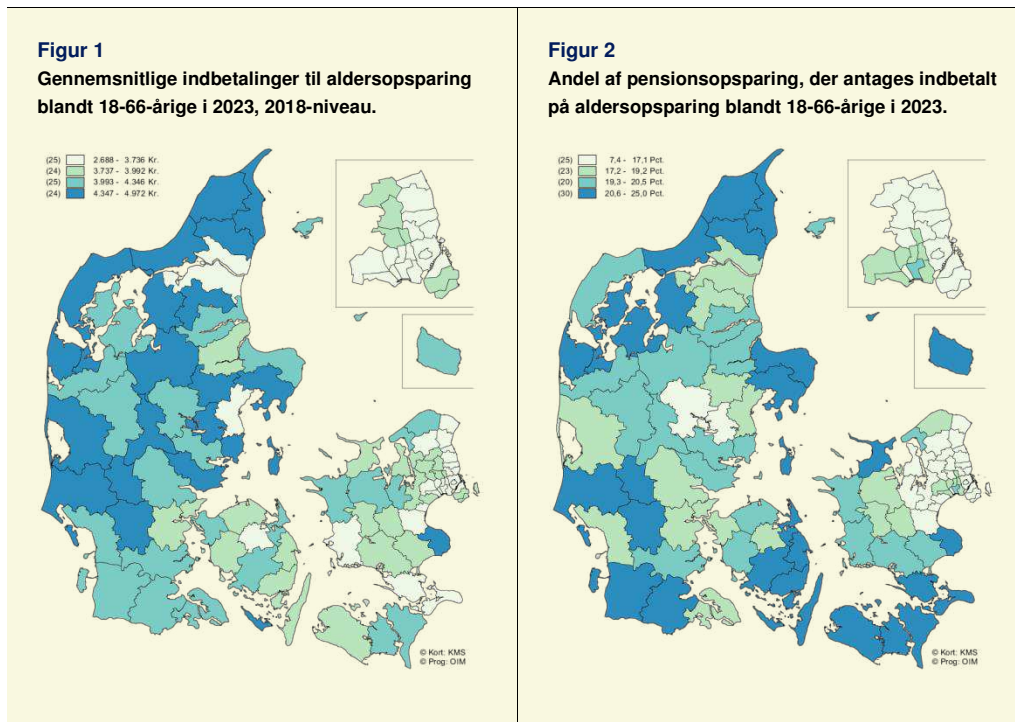 Figur 1
Gennemsnitlige indbetalinger til aldersopsparing
blandt 18-66-årige i 2023, 2018-niveau.
(25) 2.688 - 3.736 Kr.
(24) 3.737 - 3.992 Kr.
(25) 3.993 - 4.346 Kr.
(24) 4.347 - 4.972 Kr.
© Kort: KMS
© Prog: OIM
Figur 2
Andel af pensionsopsparing, der antages indbetalt
på aldersopsparing blandt 18-66-årige i 2023.
(25) 7,4 - 17,1 Pct.
(23) 17,2 - 19,2 Pct.
(20) 19,3 - 20,5 Pct.
(30) 20,6 - 25,0 Pct.
© Kort: KMS
© Prog: OIM